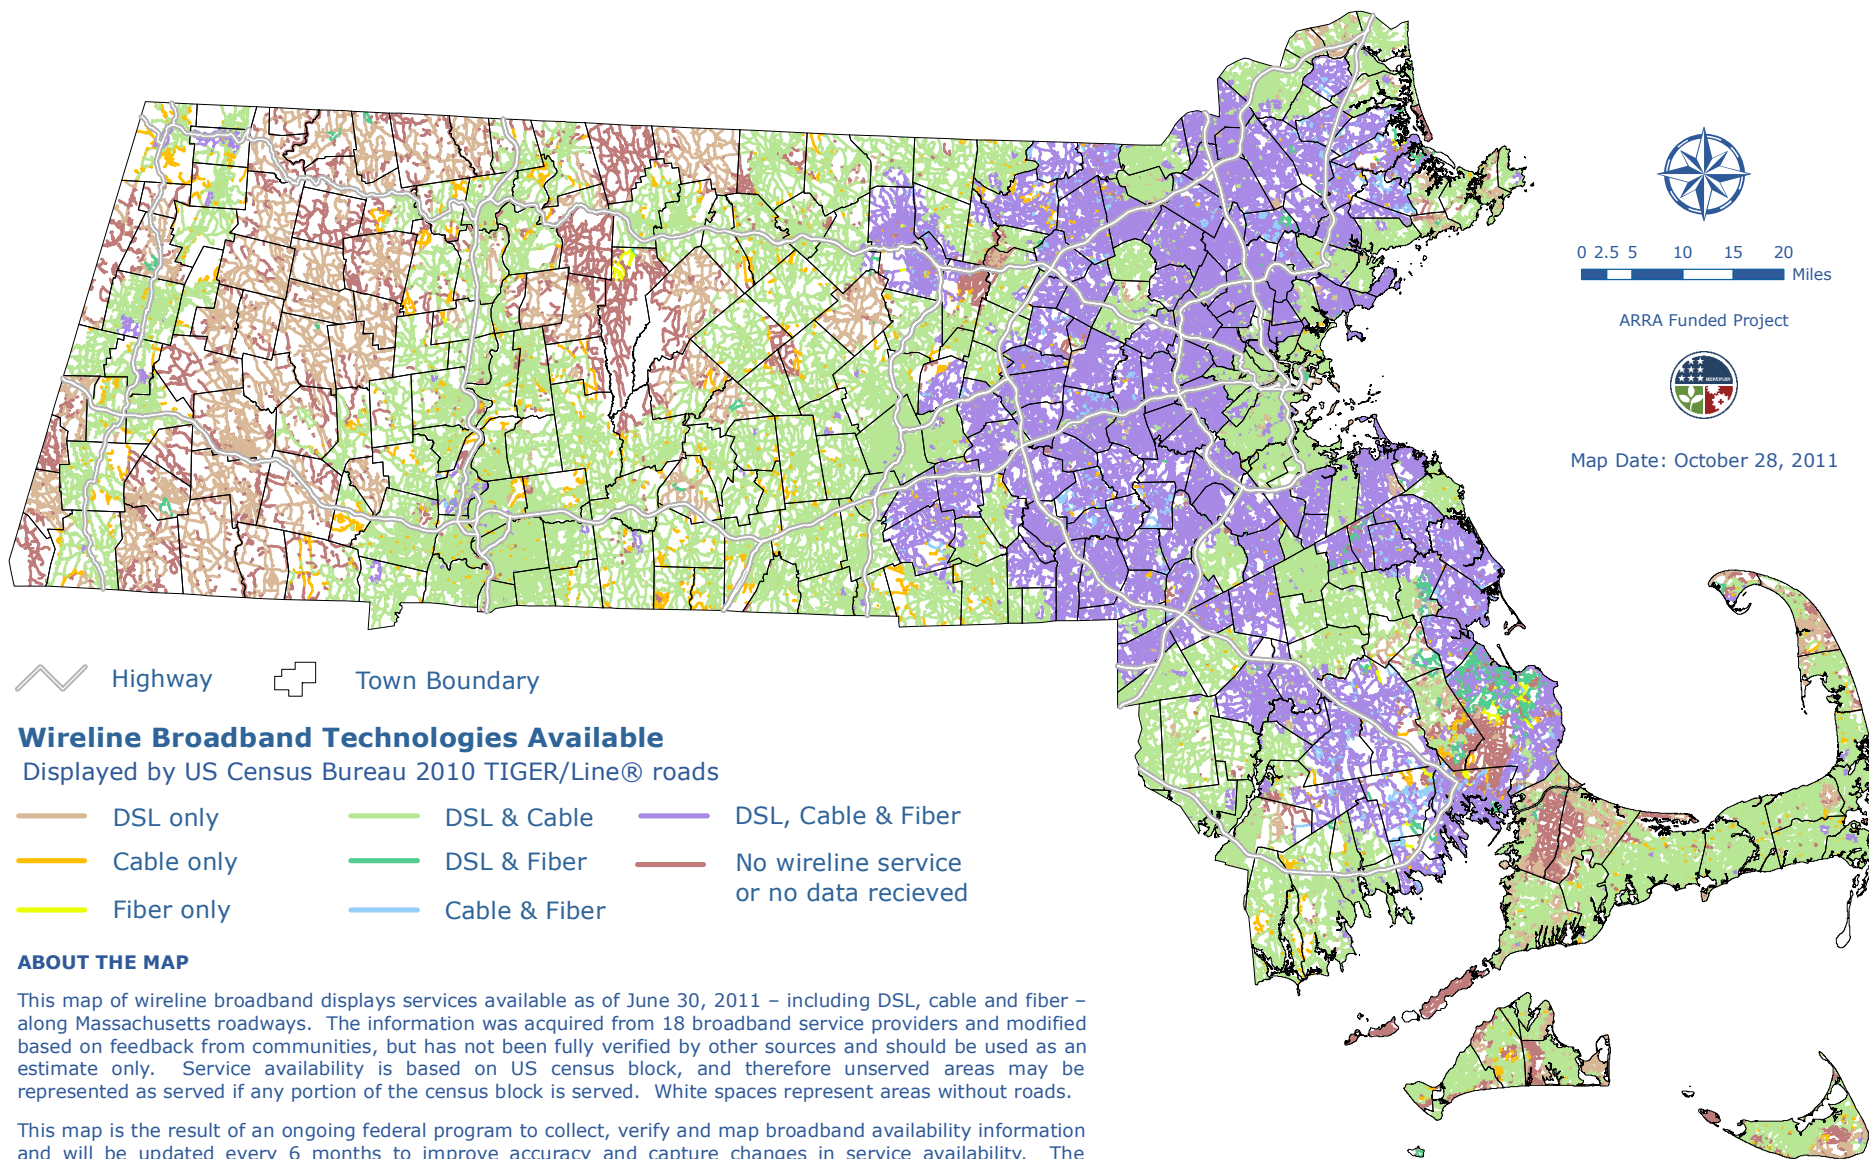 0 2.5 5 10 15 20
Miles
ARRA Funded Project
Map Date: October 28, 2011
Highway
Town Boundary
Wireline Broadband Technologies Available
Displayed by US Census Bureau 2010 TIGER/Line® roads
DSL only
DSL & Cable
DSL, Cable & Fiber
Cable only
DSL & Fiber
No wireline service
or no data recieved
Fiber only
Cable & Fiber
ABOUT THE MAP
This map of wireline broadband displays services available as of June 30, 2011 – including DSL, cable and fiber –
along Massachusetts roadways. The information was acquired from 18 broadband service providers and modified
based on feedback from communities, but has not been fully verified by other sources and should be used as an
estimate only. Service availability is based on US census block, and therefore unserved areas may be
represented as served if any portion of the census block is served. White spaces represent areas without roads.
This map is the result of an ongoing federal program to collect, verify and map broadband availability information
and will be updated every 6 months to improve accuracy and capture changes in service availability. The